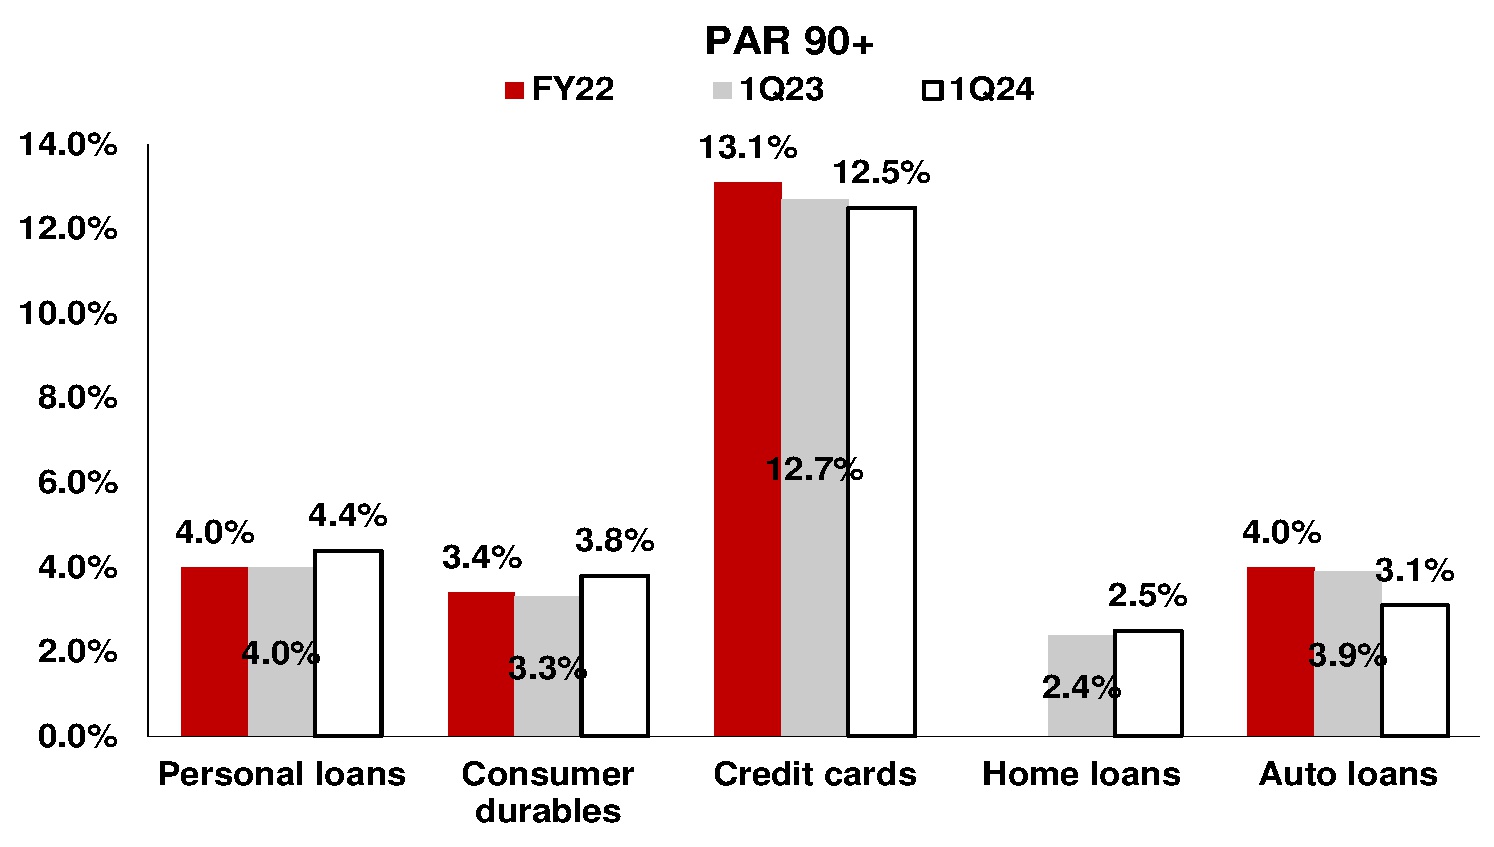 PAR 90+
FY22 1Q23 1Q24
14.0%
12.0%
10.0%
8.0%
6.0%
4.0%
2.0%
0.0%
4.0%
4.0%
4.4%
3.4%
3.3%
3.8%
13.1%
12.7%
12.5%
2.4%
2.5%
4.0%
3.9%
3.1%
Personal loans
Consumer
durables
Credit cards
Home loans
Auto loans